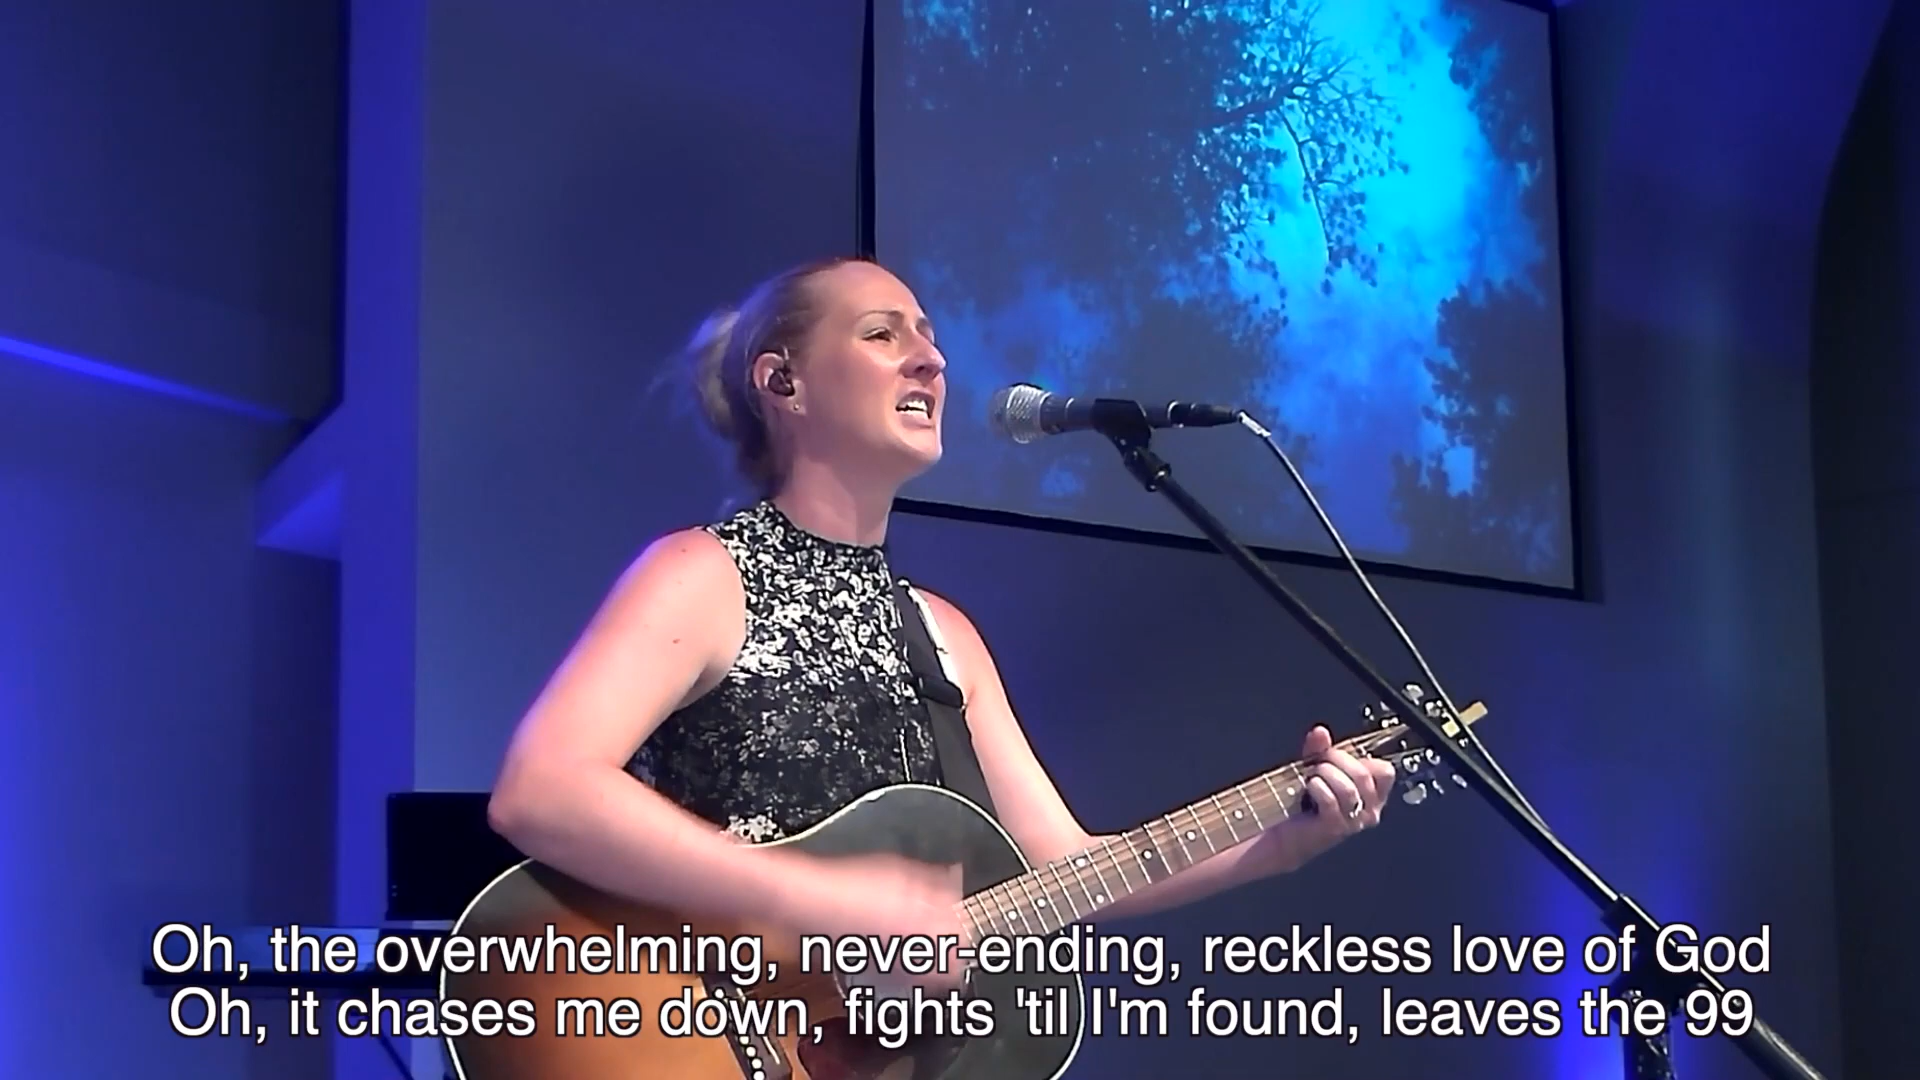 Oh, the overwhelming, never-ending, reckless love of God
Oh, it chases me down, fights 'til I'm found, leaves the 99